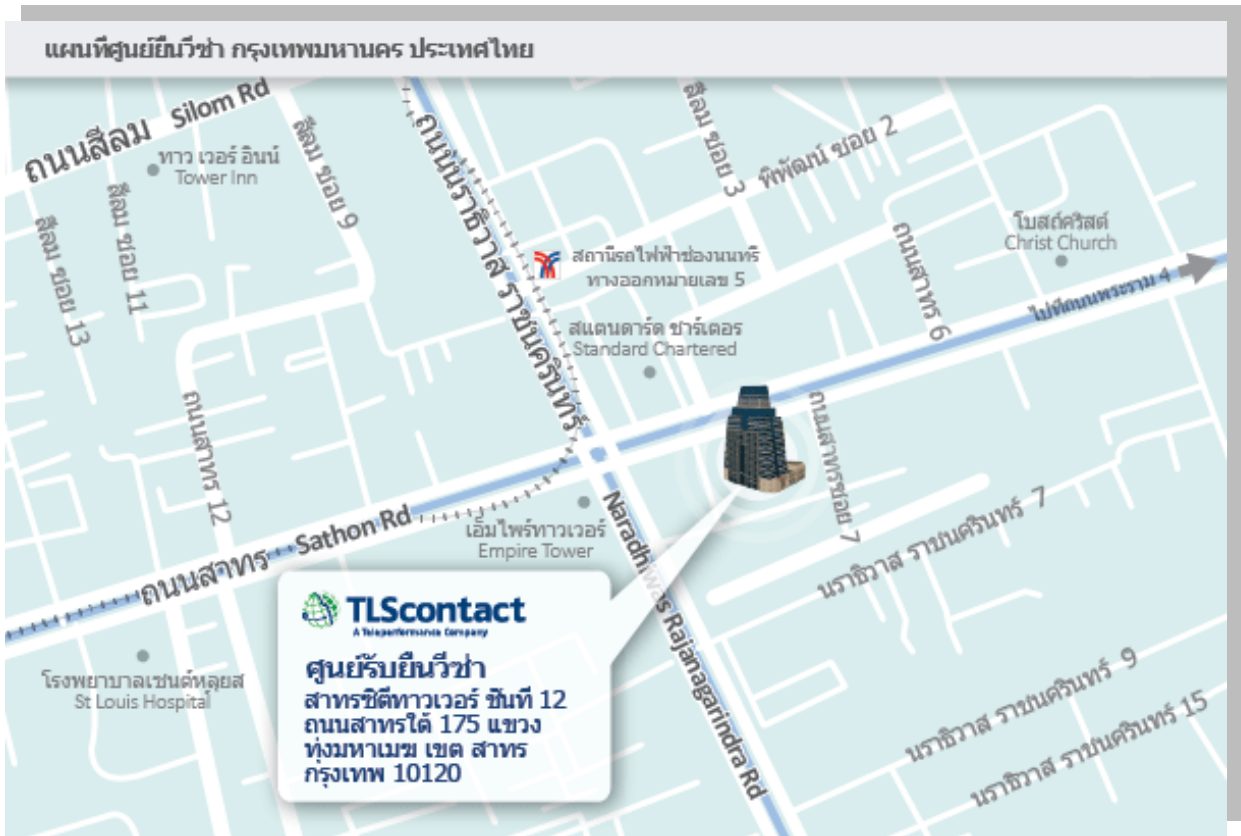 แผนที่ศูนย์ยื่นวีซ่า กรุงเทพมหานคร ประเทศไทย
ถนนสีลม Silom Rd
ทาว เวอร์ อินน์
Tower Inn
สีลม ซอย 9
สีลม ซอย 11
สีลม ซอย 13
ถนนนราธิวาส ราชนครินทร์
สีลม ซอย 3
พิพัฒน์ ซอย 2
สถานีรถไฟฟ้าช่องนนทรี
ทางออกหมายเลข 5
โบสถ์คริสต์
Christ Church
ถนนสาทร 6
ไปที่ถนนพระราม 4
สแตนดาร์ด ชาร์เตอร
Standard Chartered
ถนนสาทร 12
ถนนสาทรซอย 7
ถนนสาทร Sathon Rd
เอ็มไพร์ทาวเวอร์
Empire Tower
Naradhiwas Rajanagarindra Rd
นราธิวาส ราชนครินทร์ 7
นราธิวาส ราชนครินทร์ 9
นราธิวาส ราชนครินทร์ 15
โรงพยาบาลเซนต์หลุยส
St Louis Hospital
TLScontact
A Teleperformance Company
ศูนย์รับยื่นวีซ่า
สาทรซิตี้ทาวเวอร์ ชั้นที่ 12
ถนนสาทรใต้ 175 แขวง
ทุ่งมหาเมฆ เขต สาทร
กรุงเทพ 10120